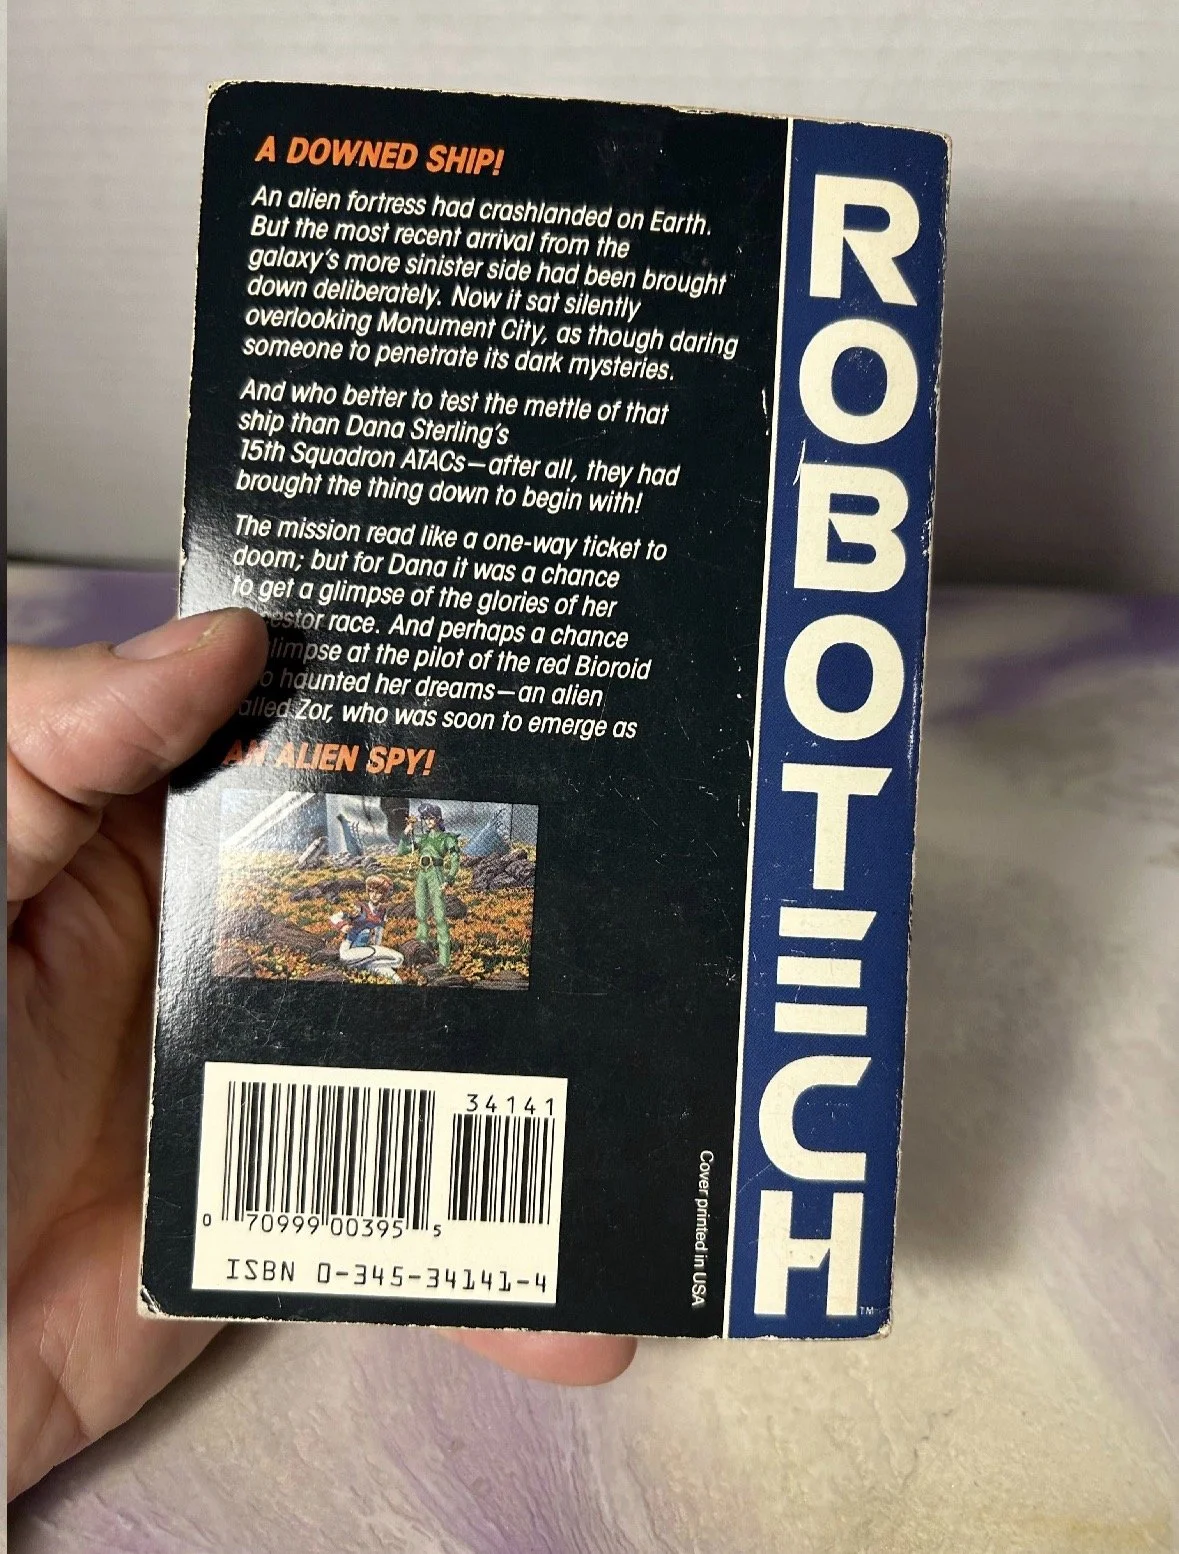 A DOWNED SHIP!
An alien fortress had crashlanded on Earth.
But the most recent arrival from the
galaxy's more sinister side had been brought
down deliberately. Now it sat silently
overlooking Monument City, as though daring
someone to penetrate its dark mysteries.
And who better to test the mettle of that
ship than Dana Sterling's
15th Squadron ATACs—after all, they had
brought the thing down to begin with!
The mission read like a one-way ticket to
doom; but for Dana it was a chance
to get a glimpse of the glories of her
race. And perhaps a chance
at the pilot of the red Bioroid
haunted her dreams—an alien
Zor, who was soon to emerge as
AN ALIEN SPY!
34141
0 70999 00395 5
ISBN 0-345-34141-4
Cover printed in USA
ROBOTECH
TM